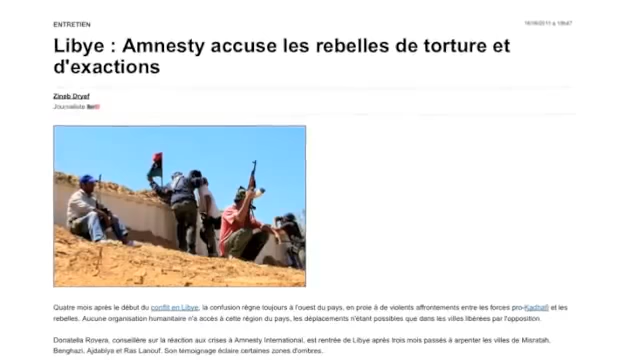 ENTRETIEN
Libye : Amnesty accuse les rebelles de torture et
d'exactions
Zineb Dryef
Journaliste
Quatre mois après le début du conflit en Libye, la confusion règne toujours à l'ouest du pays, en proie à de violents affrontements entre les forces pro-Kadhafi et les
rebelles. Aucune organisation humanitaire n'a accès à cette région du pays, les déplacements n'étant possibles que dans les villes libérées par l'opposition.
Donatella Rovera, conseillère sur la réaction aux crises à Amnesty International, est rentrée de Libye après trois mois passés à arpenter les villes de Misratah,
Benghazi, Ajdabiya et Ras Lanouf. Son témoignage éclaire certaines zones d'ombres.